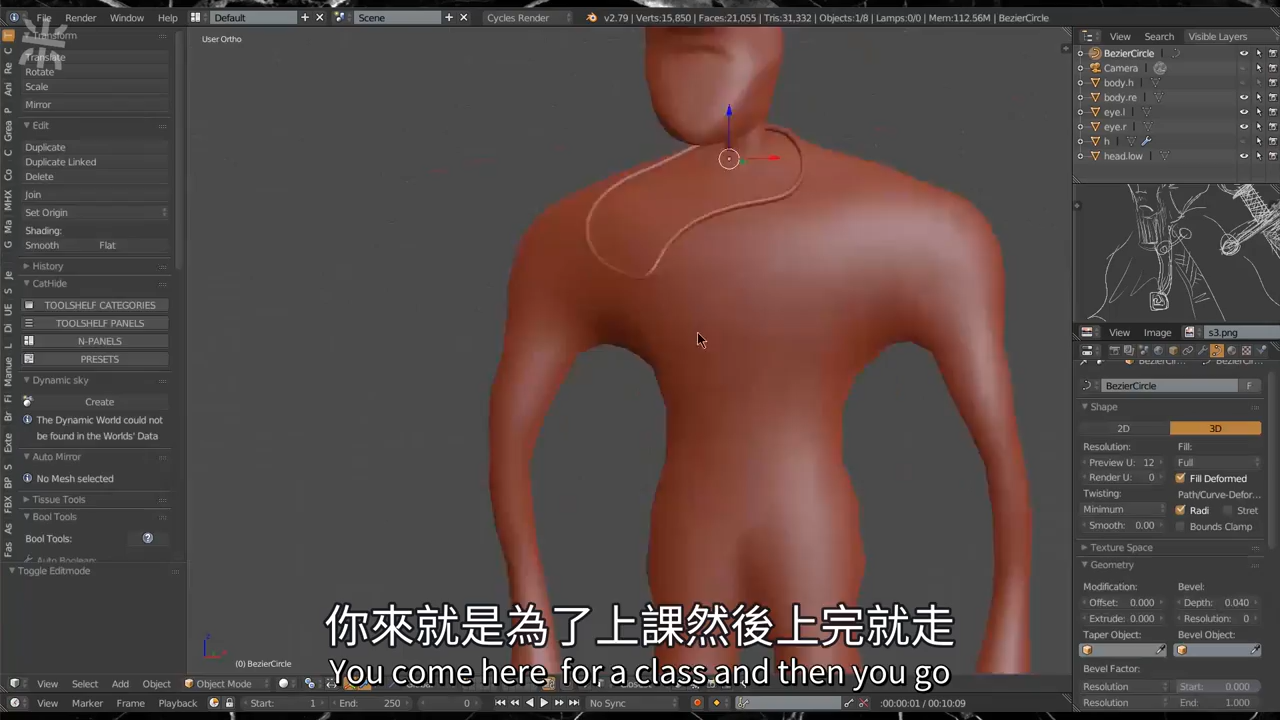 File Render Window Help Default Scene Cycles Render v2.79 | Verts:15,850 | Faces:21,055 | Tris:31,332 | Objects:1/8 | Lamps:0/0 | Mem:112.56M | BezierCircle
User Ortho
Transform
Translate
Rotate
Scale
Mirror
Edit
Duplicate
Duplicate Linked
Delete
Join
Set Origin
Shading:
Smooth Flat
History
CatHide
TOOLSHELF CATEGORIES
TOOLSHELF PANELS
N-PANELS
PRESETS
Dynamic sky
Create
The Dynamic World could not
be found in the Worlds' Data
Auto Mirror
No Mesh selected
Tissue Tools
Bool Tools
Bool Tools:
Auto Boolean:
Toggle Editmode
View Search Visible Layers
BezierCircle
Camera
body.h
body.re
eye.l
eye.r
h
head.low
View Image s3.png
BezierCircle F
Shape
2D 3D
Resolution: Fill:
Preview U: 12 Full
Render U: 0 Fill Deformed
Twisting: Path/Curve-Defor...
Minimum Radi Stret
Smooth: 0.00 Bounds Clamp
Texture Space
Geometry
Modification: Bevel:
Offset: 0.000 Depth: 0.040
Extrude: 0.000 Resolution: 0
Taper Object: Bevel Object:
Bevel Factor:
Resolution Start: 0.000
Resolution End: 1.000
你來就是為了上課然後上完就走
You come here for a class and then you go
(0) BezierCircle
View Select Add Object Object Mode
View Marker Frame Playback Start: 1 End: 250 0 No Sync :00:00:01 / 00:10:09